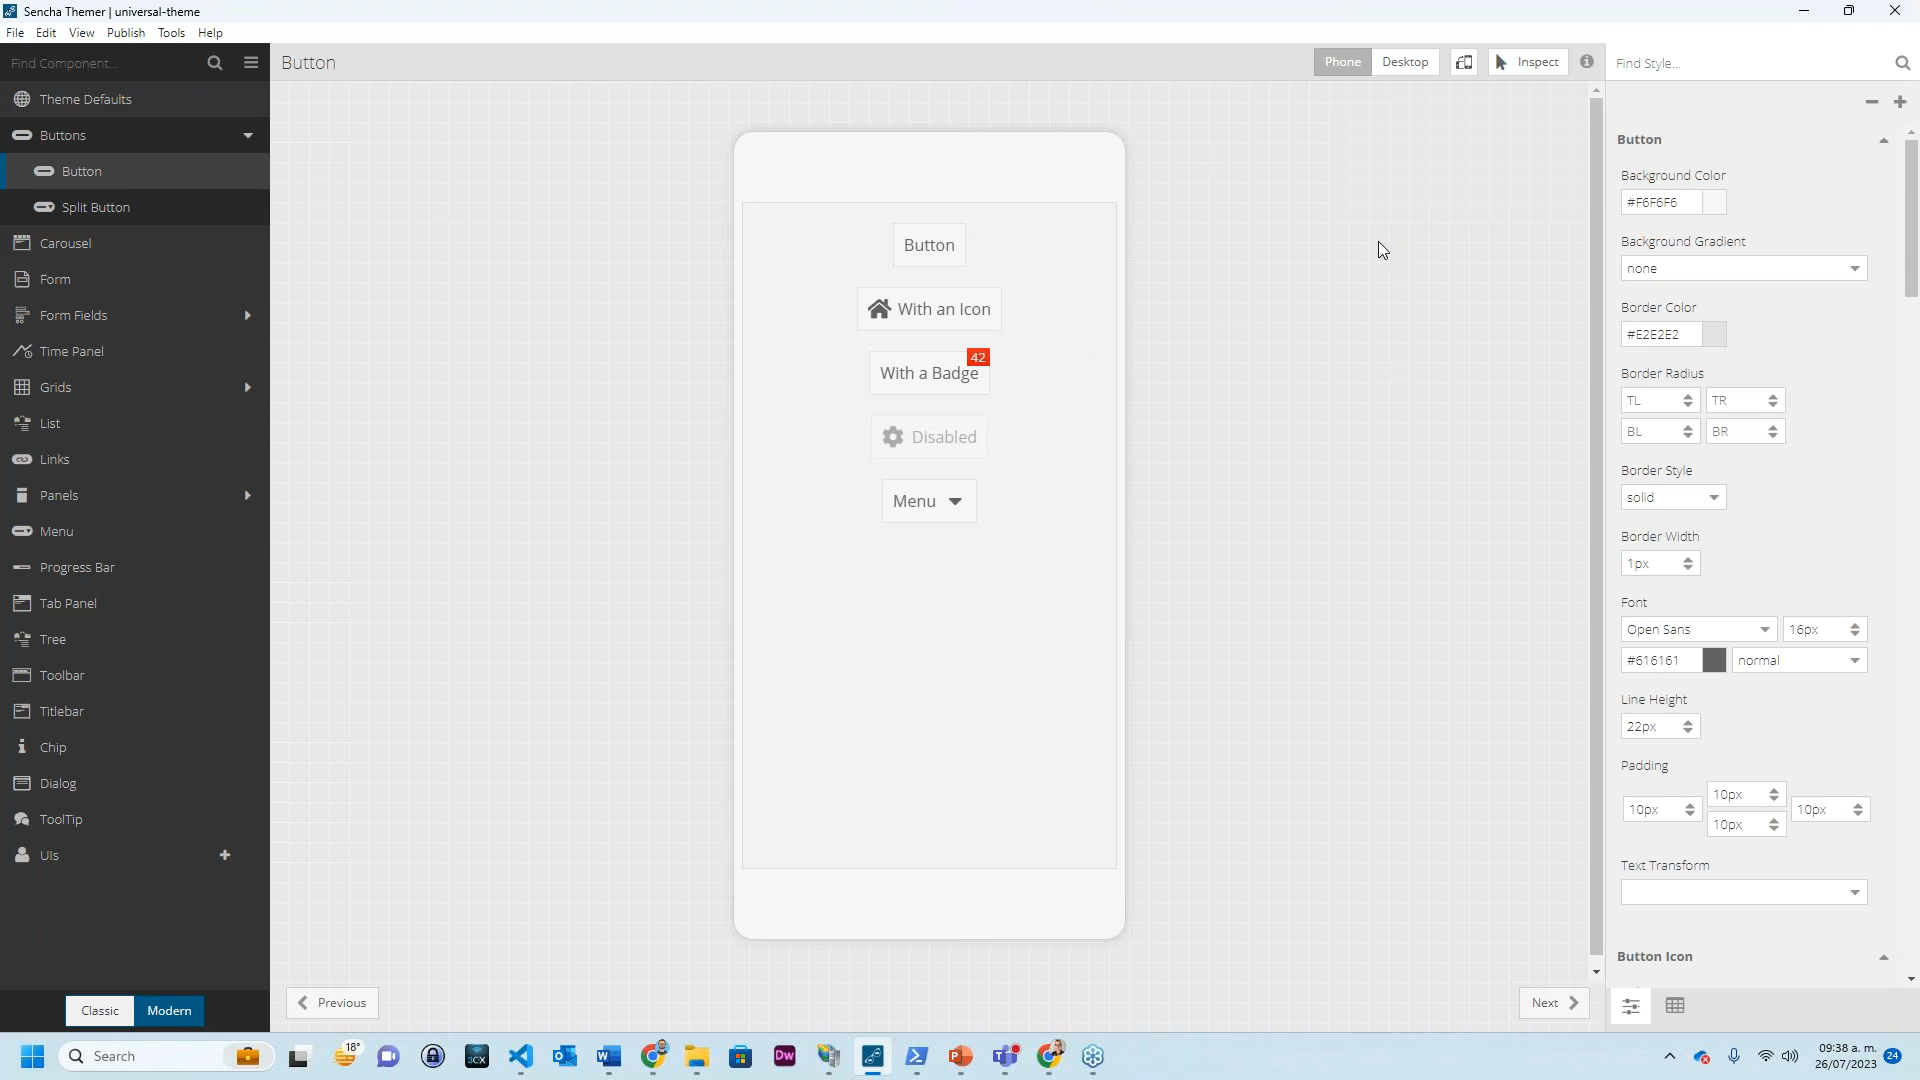 Sencha Themer | universal-theme
File Edit View Publish Tools Help
Find Component...
Theme Defaults
Buttons
Button
Split Button
Carousel
Form
Form Fields
Time Panel
Grids
List
Links
Panels
Menu
Progress Bar
Tab Panel
Tree
Toolbar
Titlebar
Chip
Dialog
ToolTip
UIs
Classic Modern
Button
Phone Desktop Inspect
Button
With an Icon
42
With a Badge
Disabled
Menu
Previous
Next
Find Style...
Button
Background Color
#F6F6F6
Background Gradient
none
Border Color
#E2E2E2
Border Radius
TL TR
BL BR
Border Style
solid
Border Width
1px
Font
Open Sans 16px
#616161 normal
Line Height
22px
Padding
10px
10px 10px
10px
Text Transform
Button Icon
Search
18°
3CX
Dw
09:38 a. m.
26/07/2023
24